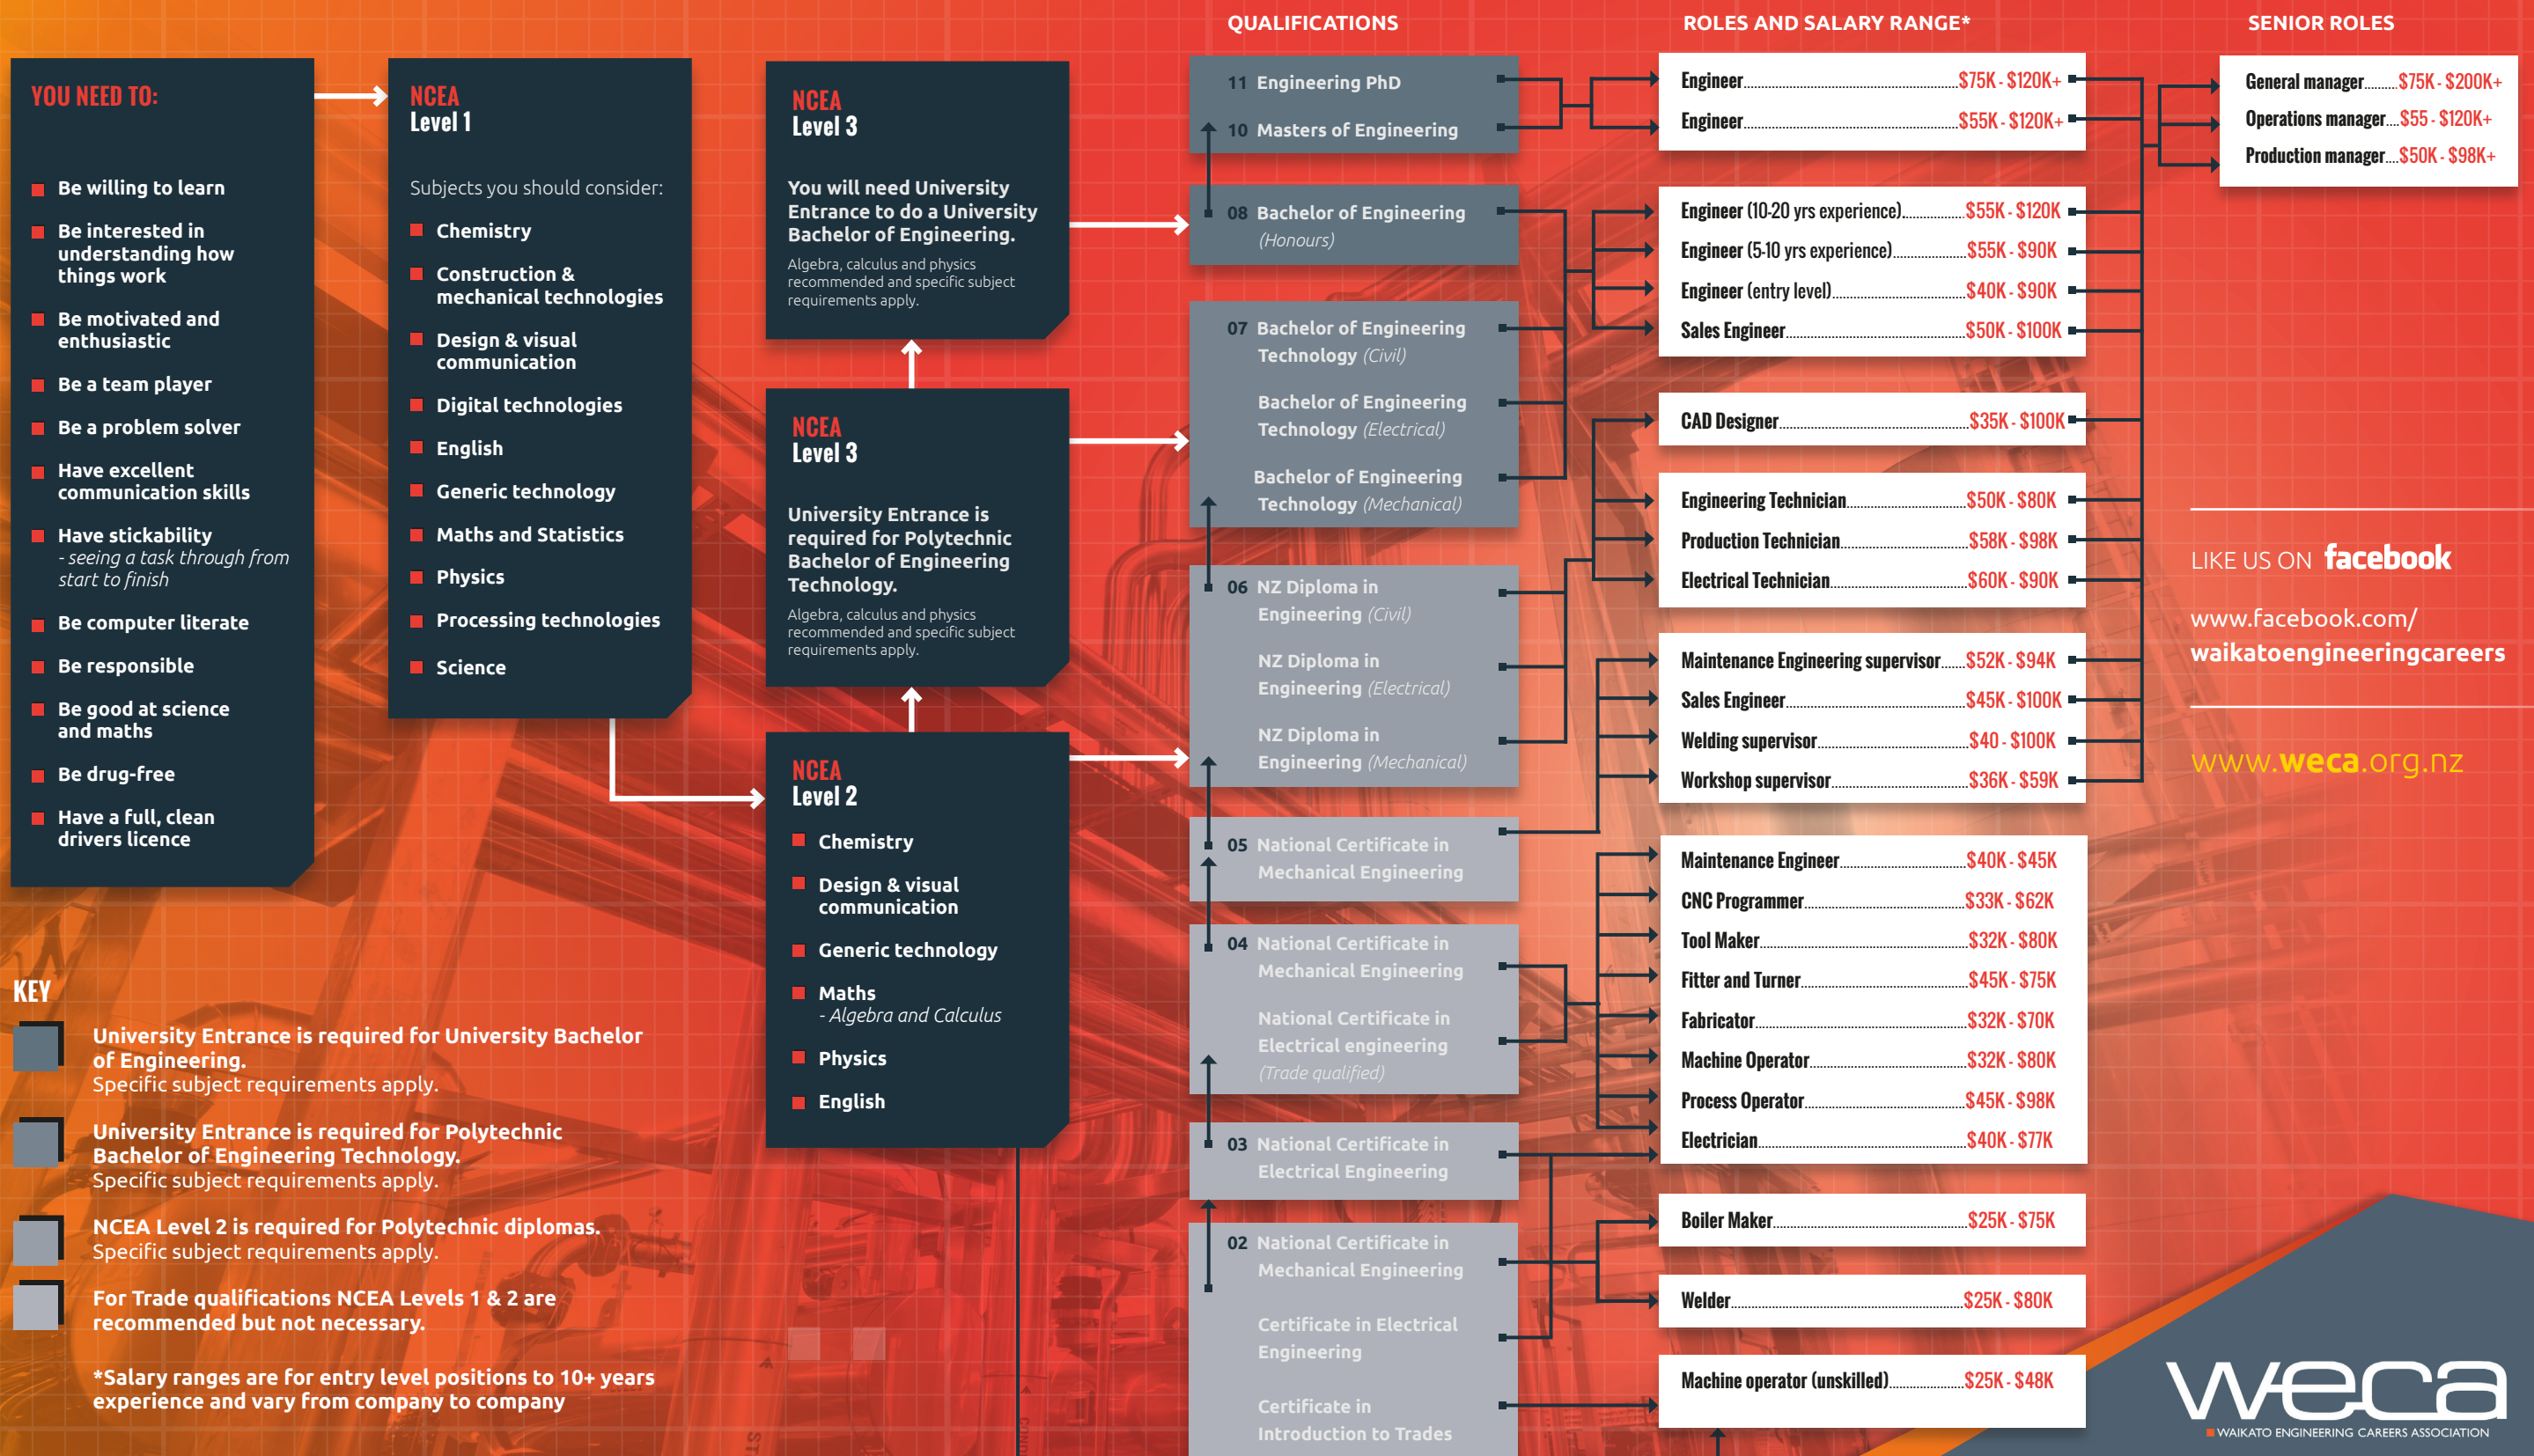 YOU NEED TO:
Be willing to learn
Be interested in
understanding how
things work
Be motivated and
enthusiastic
Be a team player
Be a problem solver
Have excellent
communication skills
Have stickability
- seeing a task through from
start to finish
Be computer literate
Be responsible
Be good at science
and maths
Be drug-free
Have a full, clean
drivers licence
NCEA
Level 1
Subjects you should consider:
Chemistry
Construction &
mechanical technologies
Design & visual
communication
Digital technologies
English
Generic technology
Maths and Statistics
Physics
Processing technologies
Science
NCEA
Level 3
You will need University
Entrance to do a University
Bachelor of Engineering.
Algebra, calculus and physics
recommended and specific subject
requirements apply.
NCEA
Level 3
University Entrance is
required for Polytechnic
Bachelor of Engineering
Technology.
Algebra, calculus and physics
recommended and specific subject
requirements apply.
NCEA
Level 2
Chemistry
Design & visual
communication
Generic technology
Maths
- Algebra and Calculus
Physics
English
KEY
University Entrance is required for University Bachelor
of Engineering.
Specific subject requirements apply.
University Entrance is required for Polytechnic
Bachelor of Engineering Technology.
Specific subject requirements apply.
NCEA Level 2 is required for Polytechnic diplomas.
Specific subject requirements apply.
For Trade qualifications NCEA Levels 1 & 2 are
recommended but not necessary.
*Salary ranges are for entry level positions to 10+ years
experience and vary from company to company
QUALIFICATIONS
11 Engineering PhD
10 Masters of Engineering
08 Bachelor of Engineering
(Honours)
07 Bachelor of Engineering
Technology (Civil)
Bachelor of Engineering
Technology (Electrical)
Bachelor of Engineering
Technology (Mechanical)
06 NZ Diploma in
Engineering (Civil)
NZ Diploma in
Engineering (Electrical)
NZ Diploma in
Engineering (Mechanical)
05 National Certificate in
Mechanical Engineering
04 National Certificate in
Mechanical Engineering
National Certificate in
Electrical engineering
(Trade qualified)
03 National Certificate in
Electrical Engineering
02 National Certificate in
Mechanical Engineering
Certificate in Electrical
Engineering
Certificate in
Introduction to Trades
ROLES AND SALARY RANGE*
Engineer $75K - $120K+
Engineer $55K - $120K+
Engineer (10-20 yrs experience) $55K - $120K
Engineer (5-10 yrs experience) $55K - $90K
Engineer (entry level) $40K - $90K
Sales Engineer $50K - $100K
CAD Designer $35K - $100K
Engineering Technician $50K - $80K
Production Technician $58K - $98K
Electrical Technician $60K - $90K
Maintenance Engineering supervisor $52K - $94K
Sales Engineer $45K - $100K
Welding supervisor $40 - $100K
Workshop supervisor $36K - $59K
Maintenance Engineer $40K - $45K
CNC Programmer $33K - $62K
Tool Maker $32K - $80K
Fitter and Turner $45K - $75K
Fabricator $32K - $70K
Machine Operator $32K - $80K
Process Operator $45K - $98K
Electrician $40K - $77K
Boiler Maker $25K - $75K
Welder $25K - $80K
Machine operator (unskilled) $25K - $48K
SENIOR ROLES
General manager $75K - $200K+
Operations manager $55 - $120K+
Production manager $50K - $98K+
LIKE US ON facebook
www.facebook.com/
waikatoengineeringcareers
www.weca.org.nz
weca
WAIKATO ENGINEERING CAREERS ASSOCIATION